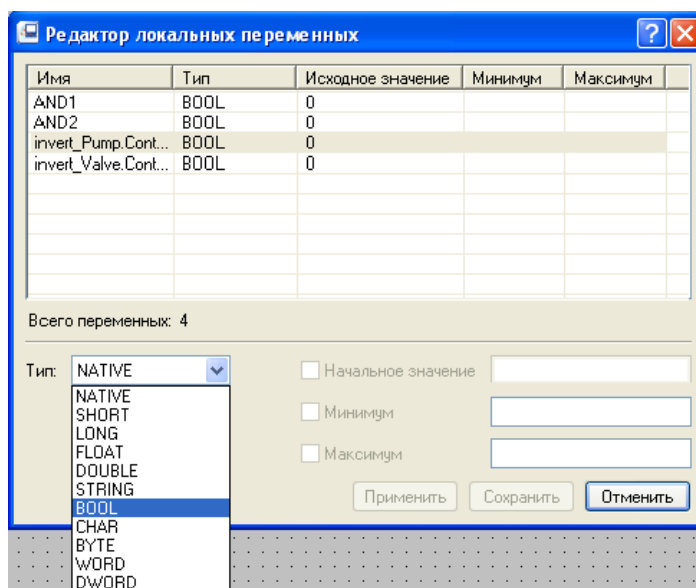 Редактор локальных переменных
Имя Тип Исходное значение Минимум Максимум
AND1 BOOL 0
AND2 BOOL 0
invert_Pump.Cont... BOOL 0
invert_Valve.Cont... BOOL 0
Всего переменных: 4
Тип: NATIVE Начальное значение
NATIVE
SHORT
LONG
FLOAT
DOUBLE
STRING
BOOL
CHAR
BYTE
WORD
DWORD
Минимум
Максимум
Применить Сохранить Отменить